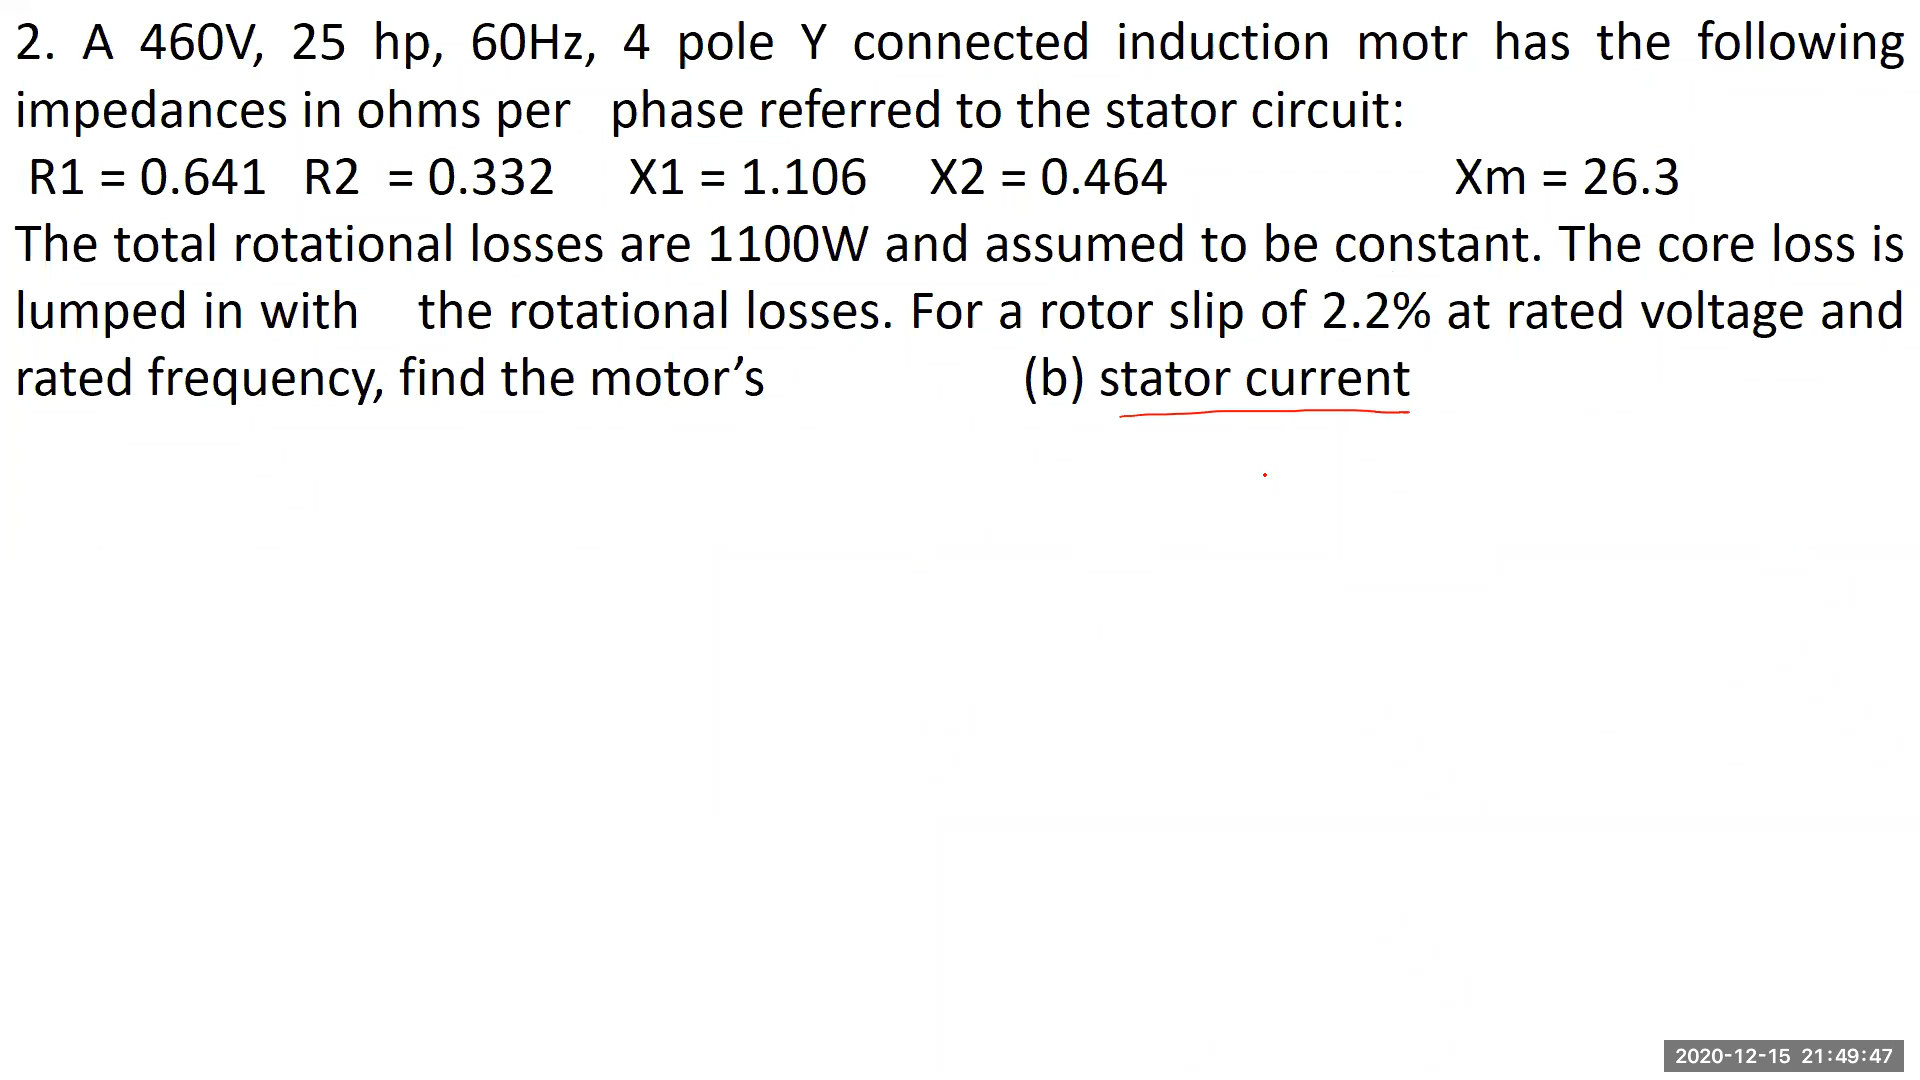 2. A 460V, 25 hp, 60Hz, 4 pole Y connected induction motr has the following
impedances in ohms per phase referred to the stator circuit:
R1 = 0.641 R2 = 0.332 X1 = 1.106 X2 = 0.464 Xm = 26.3
The total rotational losses are 1100W and assumed to be constant. The core loss is
lumped in with the rotational losses. For a rotor slip of 2.2% at rated voltage and
rated frequency, find the motor’s (b) stator current
2020-12-15 21:49:47